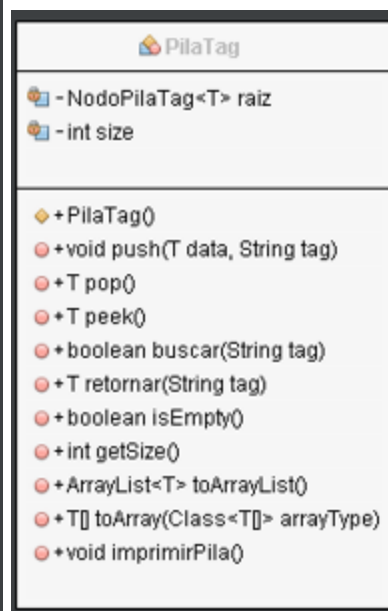 PilaTag
- NodoPilaTag<T> raiz
- int size
+ PilaTag()
+ void push(T data, String tag)
+ T pop()
+ T peek()
+ boolean buscar(String tag)
+ T retornar(String tag)
+ boolean isEmpty()
+ int getSize()
+ ArrayList<T> toArrayList()
+ T[] toArray(Class<T[]> arrayType)
+ void imprimirPila()